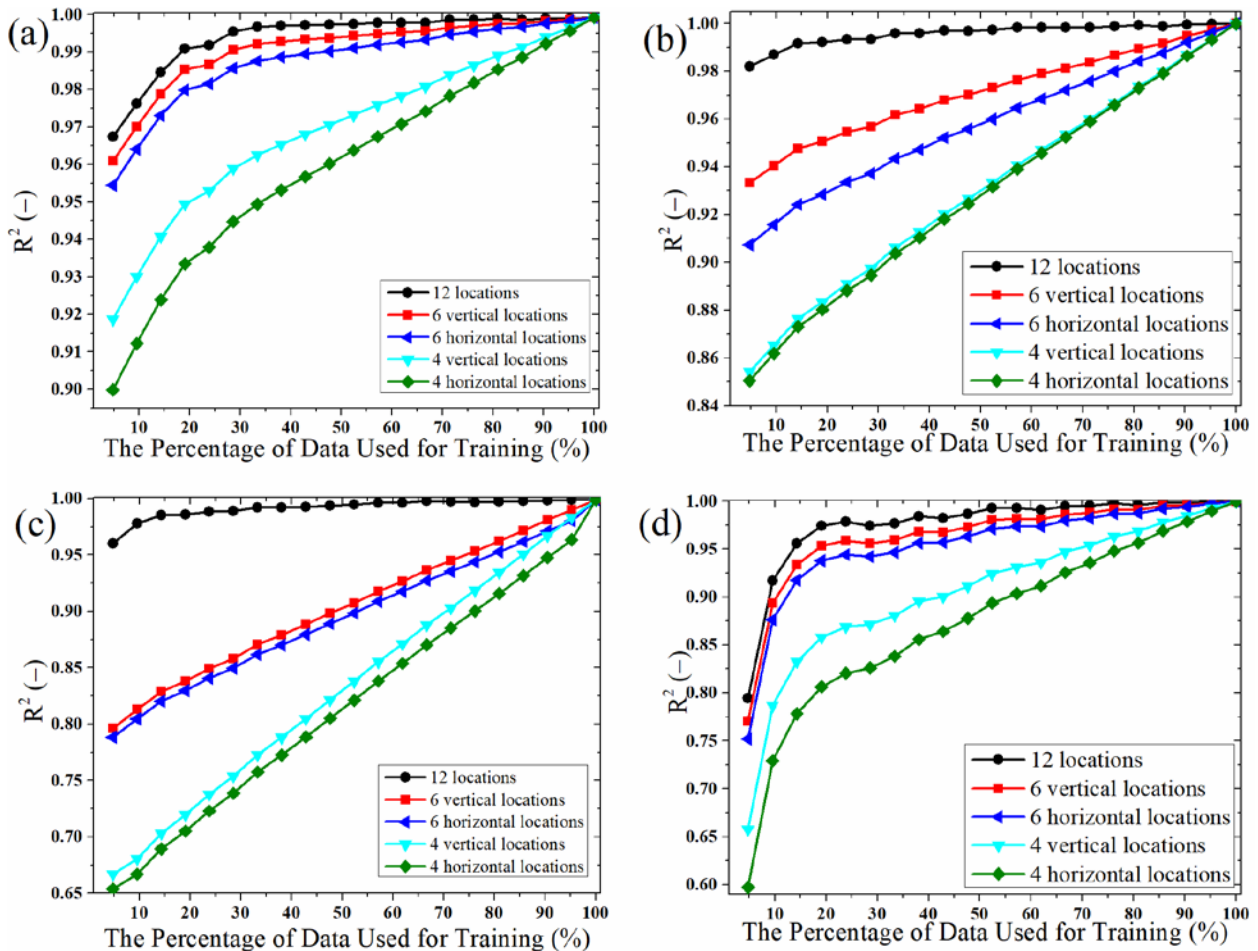 (a)
1.00
0.99
0.98
0.97
0.96
0.95
0.94
0.93
0.92
0.91
0.90
R² (–)
12 locations
6 vertical locations
6 horizontal locations
4 vertical locations
4 horizontal locations
10 20 30 40 50 60 70 80 90 100
The Percentage of Data Used for Training (%)
(b)
1.00
0.98
0.96
0.94
0.92
0.90
0.88
0.86
0.84
R² (–)
12 locations
6 vertical locations
6 horizontal locations
4 vertical locations
4 horizontal locations
10 20 30 40 50 60 70 80 90 100
The Percentage of Data Used for Training (%)
(c)
1.00
0.95
0.90
0.85
0.80
0.75
0.70
0.65
R² (–)
12 locations
6 vertical locations
6 horizontal locations
4 vertical locations
4 horizontal locations
10 20 30 40 50 60 70 80 90 100
The Percentage of Data Used for Training (%)
(d)
1.00
0.95
0.90
0.85
0.80
0.75
0.70
0.65
0.60
R² (–)
12 locations
6 vertical locations
6 horizontal locations
4 vertical locations
4 horizontal locations
10 20 30 40 50 60 70 80 90 100
The Percentage of Data Used for Training (%)